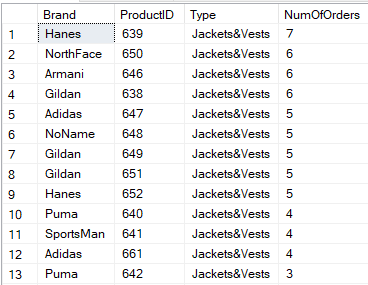 Brand ProductID Type NumOfOrders
1 Hanes 639 Jackets&Vests 7
2 NorthFace 650 Jackets&Vests 6
3 Armani 646 Jackets&Vests 6
4 Gildan 638 Jackets&Vests 6
5 Adidas 647 Jackets&Vests 5
6 NoName 648 Jackets&Vests 5
7 Gildan 649 Jackets&Vests 5
8 Gildan 651 Jackets&Vests 5
9 Hanes 652 Jackets&Vests 5
10 Puma 640 Jackets&Vests 4
11 SportsMan 641 Jackets&Vests 4
12 Adidas 661 Jackets&Vests 4
13 Puma 642 Jackets&Vests 3